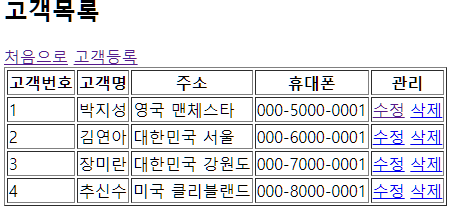 고객목록
처음으로 고객등록
고객번호 고객명 주소 휴대폰 관리
1 박지성 영국 맨체스타 000-5000-0001 수정 삭제
2 김연아 대한민국 서울 000-6000-0001 수정 삭제
3 장미란 대한민국 강원도 000-7000-0001 수정 삭제
4 추신수 미국 클리블랜드 000-8000-0001 수정 삭제